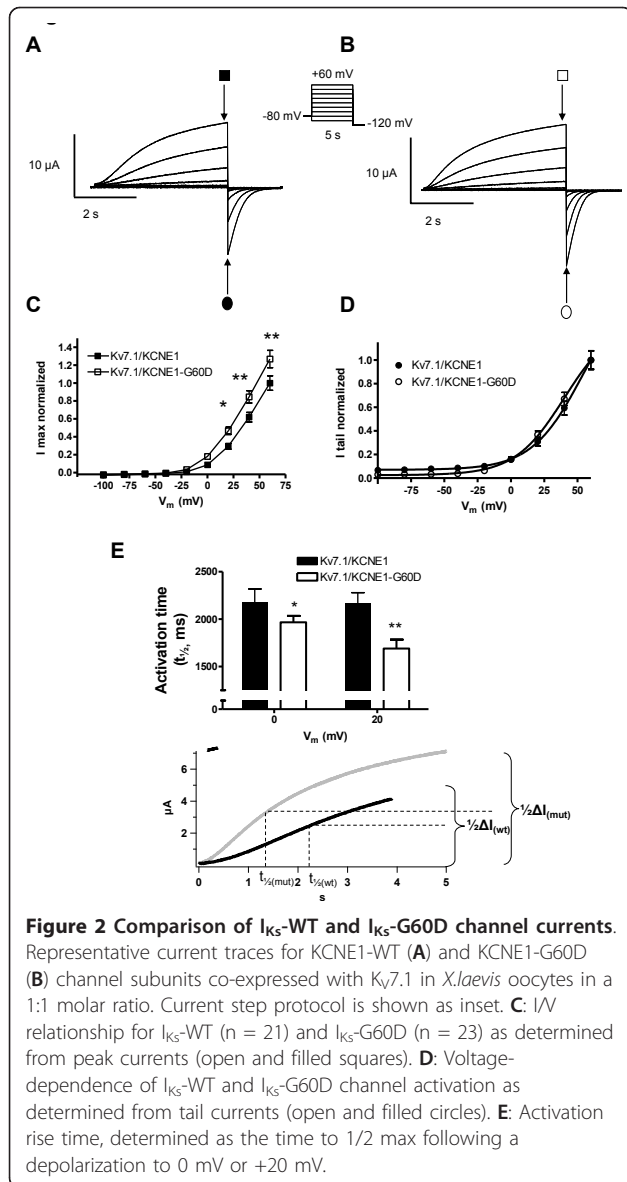 A
B
+60 mV
-80 mV
-120 mV
5 s
10 µA
2 s
10 µA
2 s
C
D
Kv7.1/KCNE1
Kv7.1/KCNE1-G60D
*
**
**
I max normalized
1.4
1.2
1.0
0.8
0.6
0.4
0.2
0.0
-100 -75 -50 -25 0 25 50 75
Vm (mV)
Kv7.1/KCNE1
Kv7.1/KCNE1-G60D
I tail normalized
1.0
0.8
0.6
0.4
0.2
0.0
-75 -50 -25 0 25 50
Vm (mV)
E
Kv7.1/KCNE1
Kv7.1/KCNE1-G60D
Activation time
(t½, ms)
2500
2000
1500
0
*
**
0 20
Vm (mV)
µA
6
4
2
0 1 2 3 4 5
t½(mut) t½(wt)
s
½ΔI(wt)
½ΔI(mut)
Figure 2 Comparison of IKs-WT and IKs-G60D channel currents.
Representative current traces for KCNE1-WT (A) and KCNE1-G60D
(B) channel subunits co-expressed with KV7.1 in X.laevis oocytes in a
1:1 molar ratio. Current step protocol is shown as inset. C: I/V
relationship for IKs-WT (n = 21) and IKs-G60D (n = 23) as determined
from peak currents (open and filled squares). D: Voltage-
dependence of IKs-WT and IKs-G60D channel activation as
determined from tail currents (open and filled circles). E: Activation
rise time, determined as the time to 1/2 max following a
depolarization to 0 mV or +20 mV.